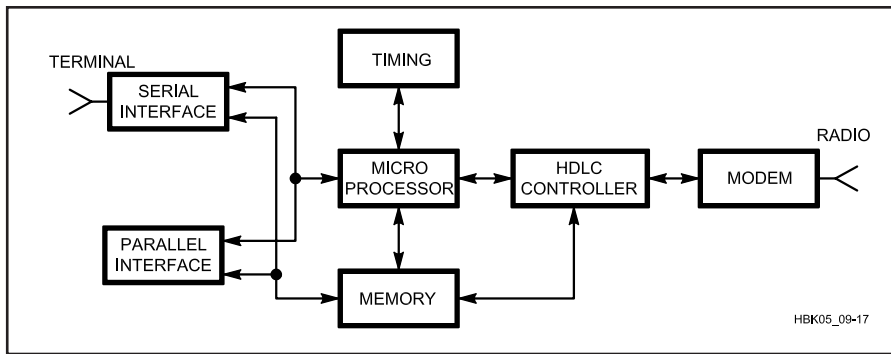 TERMINAL
SERIAL
INTERFACE
TIMING
MICRO
PROCESSOR
HDLC
CONTROLLER
RADIO
MODEM
PARALLEL
INTERFACE
MEMORY
HBK05_09-17